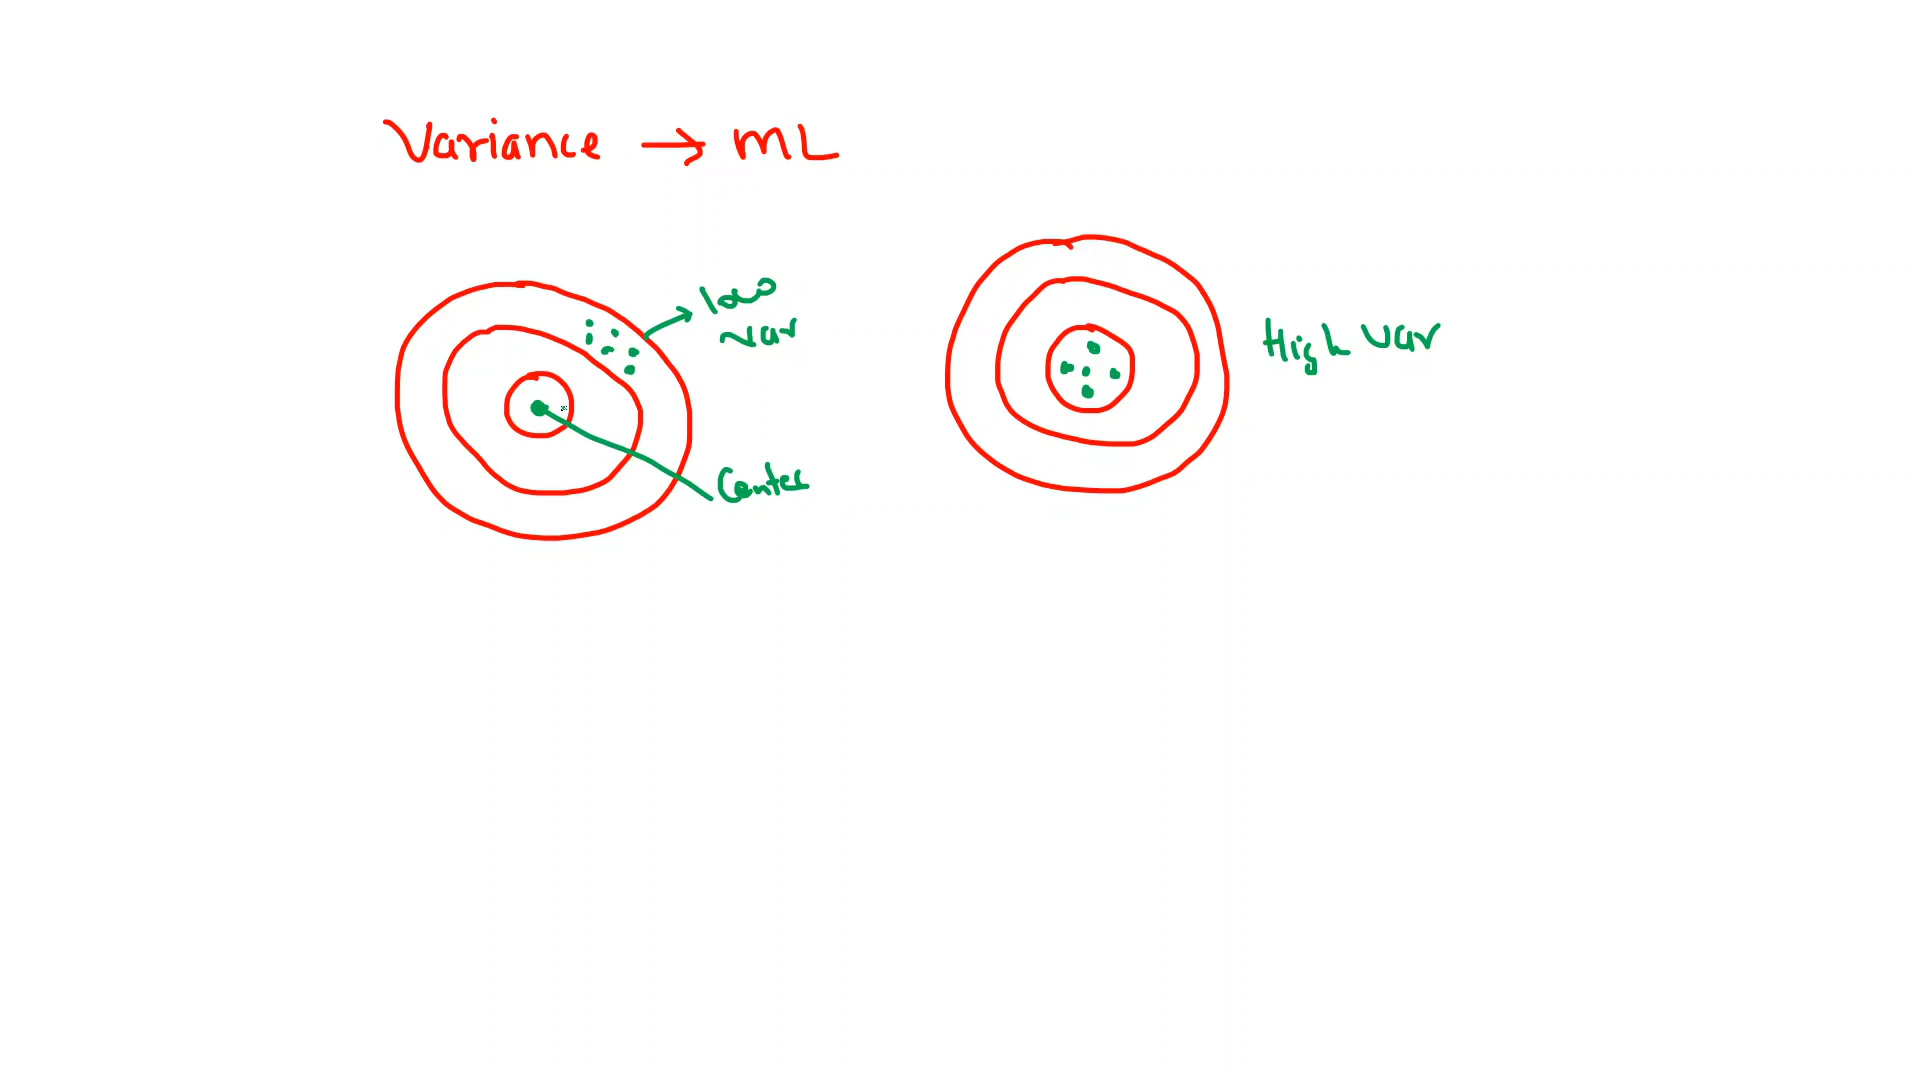 Variance → ML
low
var
High var
Center